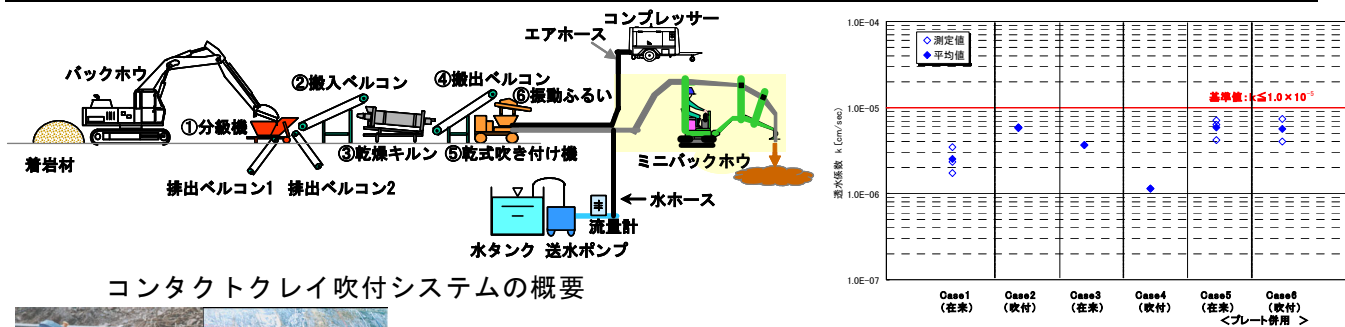 コンプレッサー
エアホース
バックホウ
②搬入ベルコン
④搬出ベルコン
⑥振動ふるい
①分級機
③乾燥キルン
⑤乾式吹き付け機
ミニバックホウ
着岩材
排出ベルコン1
排出ベルコン2
水ホース
流量計
水タンク
送水ポンプ
コンタクトクレイ吹付システムの概要
1.0E-04
測定値
平均値
基準値:k≦1.0×10⁻⁵
1.0E-05
透水係数 k [cm/sec]
1.0E-06
1.0E-07
Case1
(在来)
Case2
(吹付)
Case3
(在来)
Case4
(吹付)
Case5
(在来)
Case6
(吹付)
<プレート併用 >